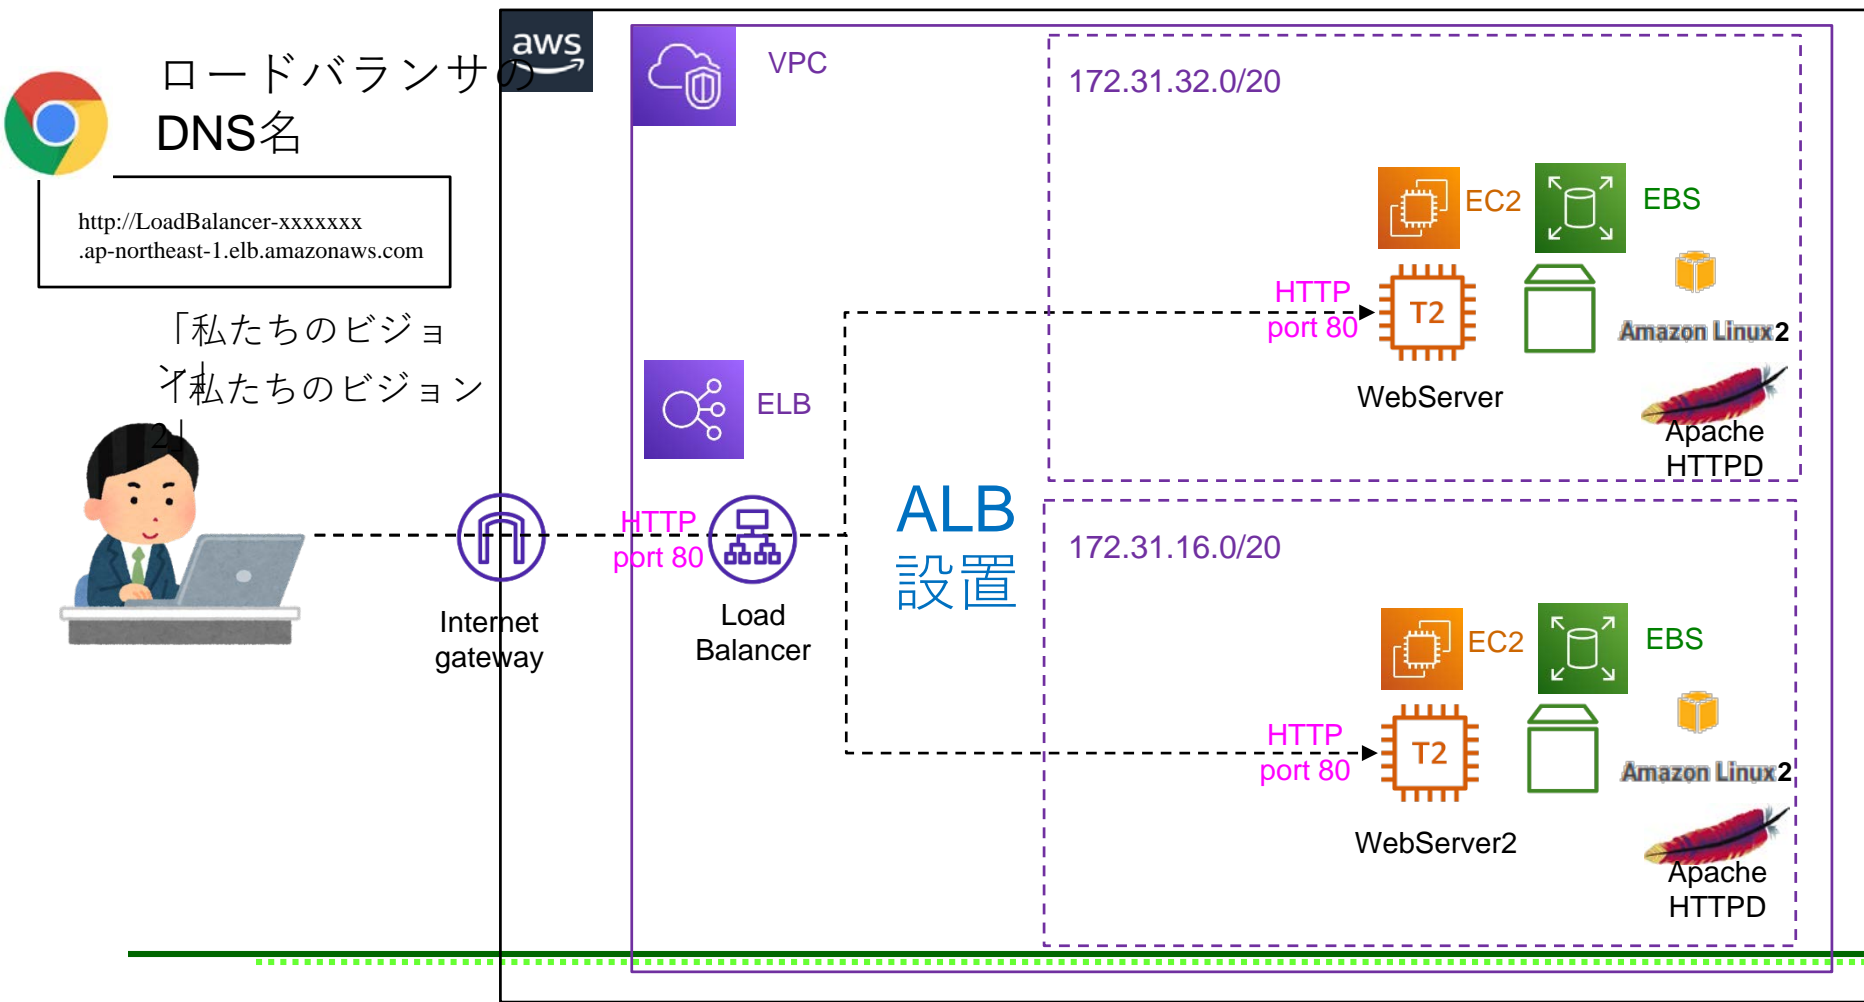 ロードバランサの
DNS名
http://LoadBalancer-xxxxxxx
.ap-northeast-1.elb.amazonaws.com
「私たちのビジョ
ン」
「私たちのビジョン
2」
aws
VPC
172.31.32.0/20
EC2
EBS
HTTP
port 80
T2
Amazon Linux 2
WebServer
Apache
HTTPD
ELB
ALB
設置
HTTP
port 80
Internet
gateway
Load
Balancer
172.31.16.0/20
EC2
EBS
HTTP
port 80
T2
Amazon Linux 2
WebServer2
Apache
HTTPD